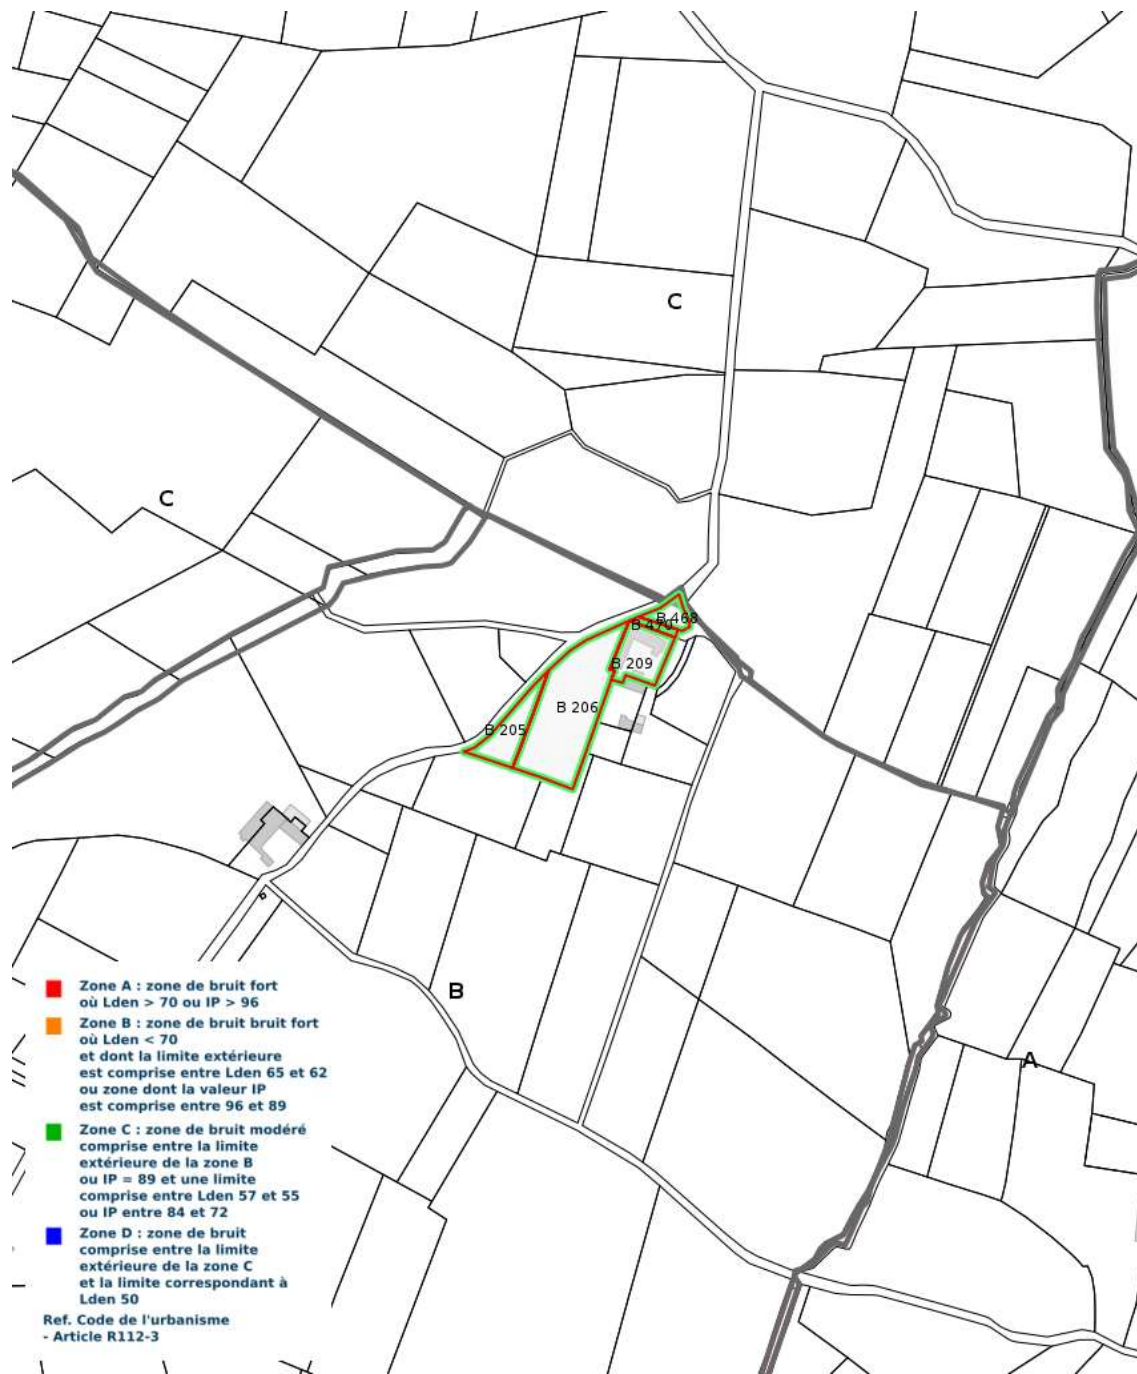 C
C
B 468
B 470
B 209
B 206
B 205
B
A
Zone A : zone de bruit fort
où Lden > 70 ou IP > 96
Zone B : zone de bruit bruit fort
où Lden < 70
et dont la limite extérieure
est comprise entre Lden 65 et 62
ou zone dont la valeur IP
est comprise entre 96 et 89
Zone C : zone de bruit modéré
comprise entre la limite
extérieure de la zone B
ou IP = 89 et une limite
comprise entre Lden 57 et 55
ou IP entre 84 et 72
Zone D : zone de bruit
comprise entre la limite
extérieure de la zone C
et la limite correspondant à
Lden 50
Ref. Code de l'urbanisme
- Article R112-3